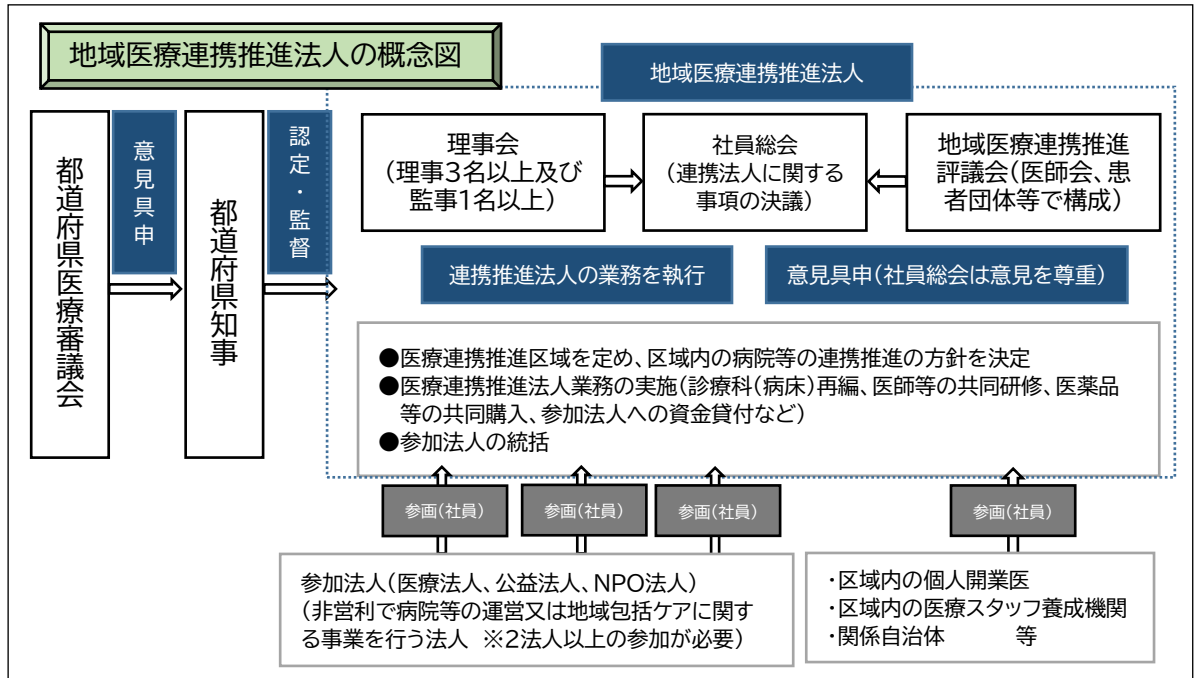 地域医療連携推進法人の概念図
地域医療連携推進法人
都道府県医療審議会
意見具申
都道府県知事
認定・監督
理事会
(理事3名以上及び
監事1名以上)
社員総会
(連携法人に関する
事項の決議)
地域医療連携推進
評議会(医師会、患
者団体等で構成)
連携推進法人の業務を執行
意見具申(社員総会は意見を尊重)
●医療連携推進区域を定め、区域内の病院等の連携推進の方針を決定
●医療連携推進法人業務の実施(診療科(病床)再編、医師等の共同研修、医薬品
等の共同購入、参加法人への資金貸付など)
●参加法人の統括
参画(社員)
参画(社員)
参画(社員)
参画(社員)
参加法人(医療法人、公益法人、NPO法人)
(非営利で病院等の運営又は地域包括ケアに関す
る事業を行う法人 ※2法人以上の参加が必要)
・区域内の個人開業医
・区域内の医療スタッフ養成機関
・関係自治体　　　等